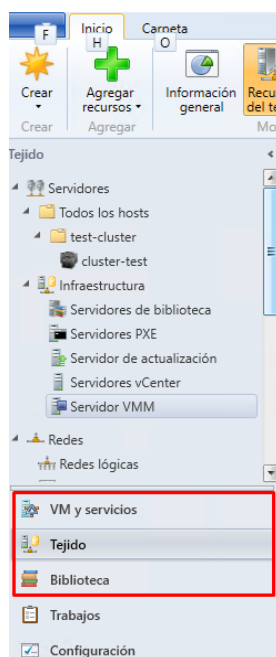 Inicio Carpeta
F H O
Crear
Agregar
recursos
Información
general
Recu
del te
Crear Agregar Mo
Tejido
Servidores
Todos los hosts
test-cluster
cluster-test
Infraestructura
Servidores de biblioteca
Servidores PXE
Servidor de actualización
Servidores vCenter
Servidor VMM
Redes
Redes lógicas
VM y servicios
Tejido
Biblioteca
Trabajos
Configuración